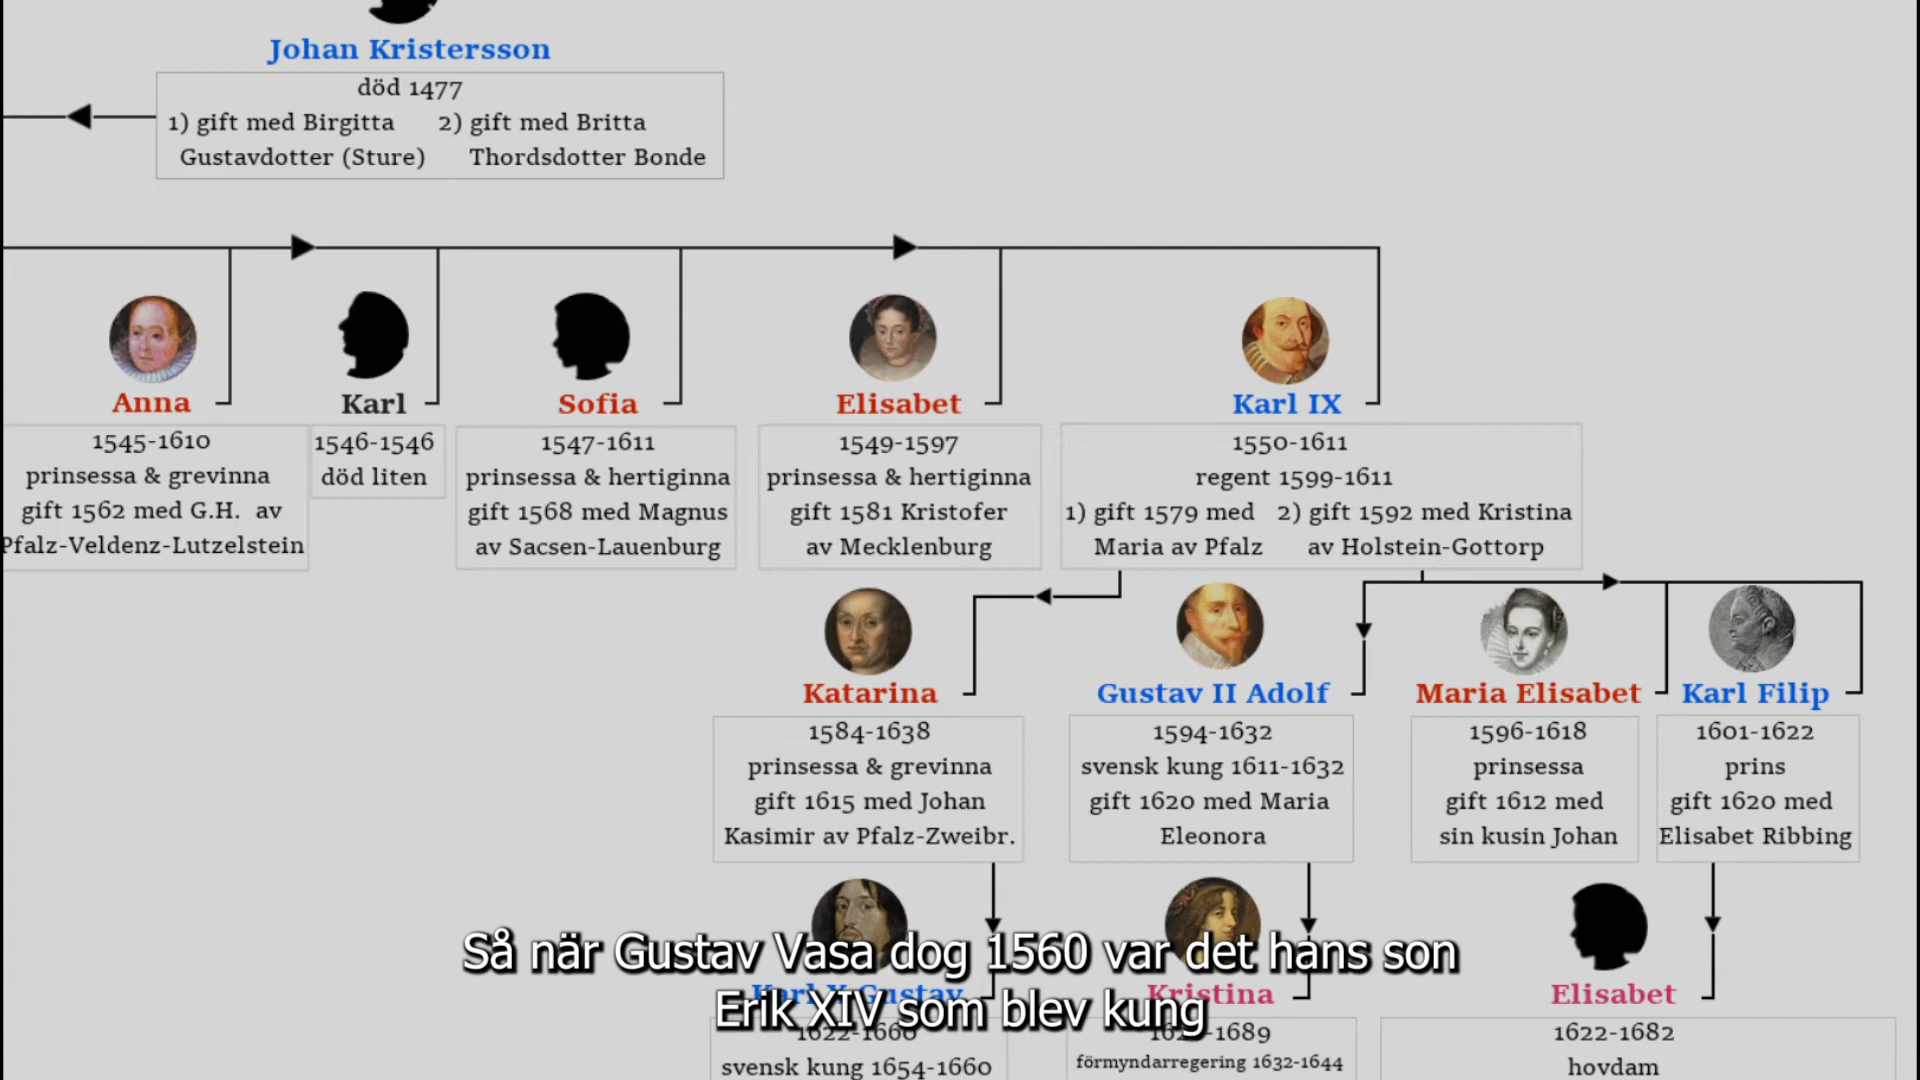 Johan Kristersson
död 1477
1) gift med Birgitta 2) gift med Britta
Gustavdotter (Sture) Thordsdotter Bonde
Anna
1545-1610
prinsessa & grevinna
gift 1562 med G.H. av
Pfalz-Veldenz-Lutzelstein
Karl
1546-1546
död liten
Sofia
1547-1611
prinsessa & hertiginna
gift 1568 med Magnus
av Sacsen-Lauenburg
Elisabet
1549-1597
prinsessa & hertiginna
gift 1581 Kristofer
av Mecklenburg
Karl IX
1550-1611
regent 1599-1611
1) gift 1579 med 2) gift 1592 med Kristina
Maria av Pfalz av Holstein-Gottorp
Katarina
1584-1638
prinsessa & grevinna
gift 1615 med Johan
Kasimir av Pfalz-Zweibr.
Gustav II Adolf
1594-1632
svensk kung 1611-1632
gift 1620 med Maria
Eleonora
Maria Elisabet
1596-1618
prinsessa
gift 1612 med
sin kusin Johan
Karl Filip
1601-1622
prins
gift 1620 med
Elisabet Ribbing
Karl X Gustav
1622-1660
svensk kung 1654-1660
Kristina
förmyndarregering 1632-1644
Elisabet
1622-1682
hovdam
Så när Gustav Vasa dog 1560 var det hans son
Erik XIV som blev kung